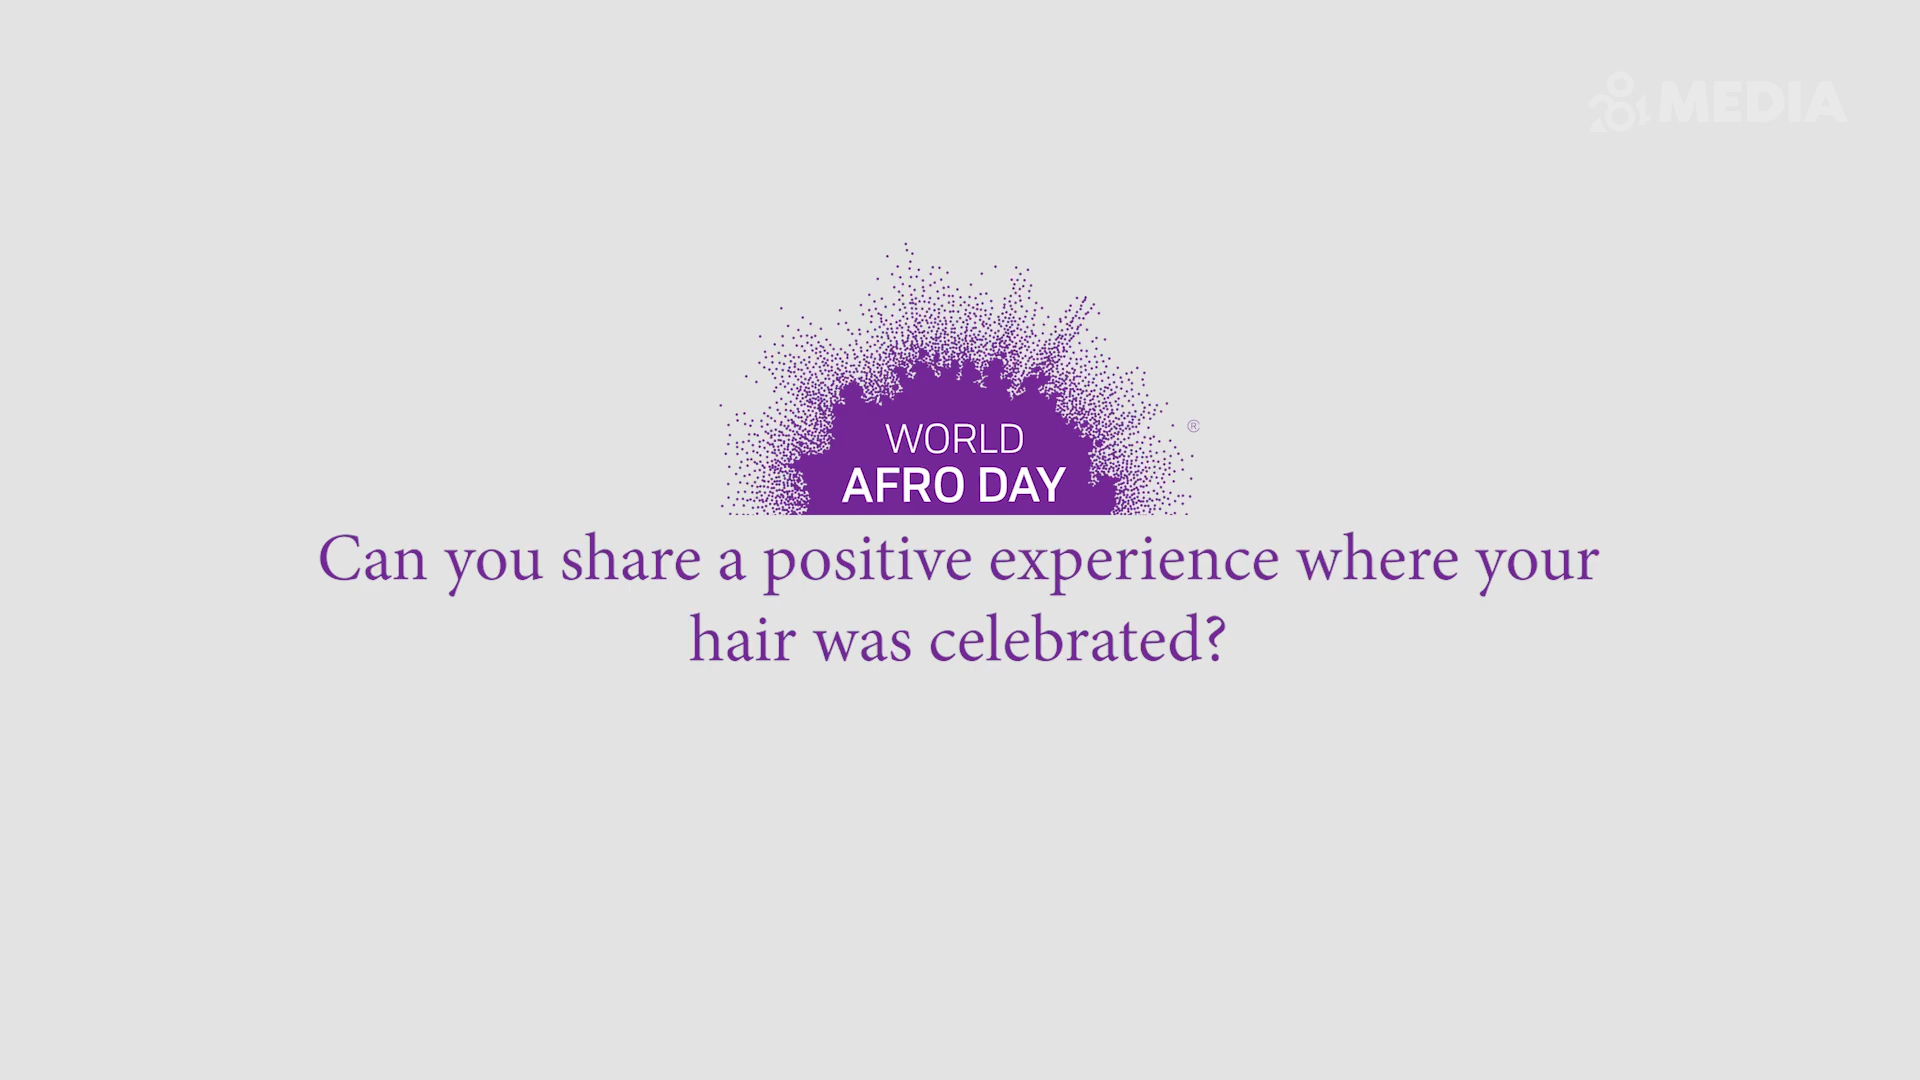 MEDIA
WORLD
AFRO DAY
®
Can you share a positive experience where your
hair was celebrated?